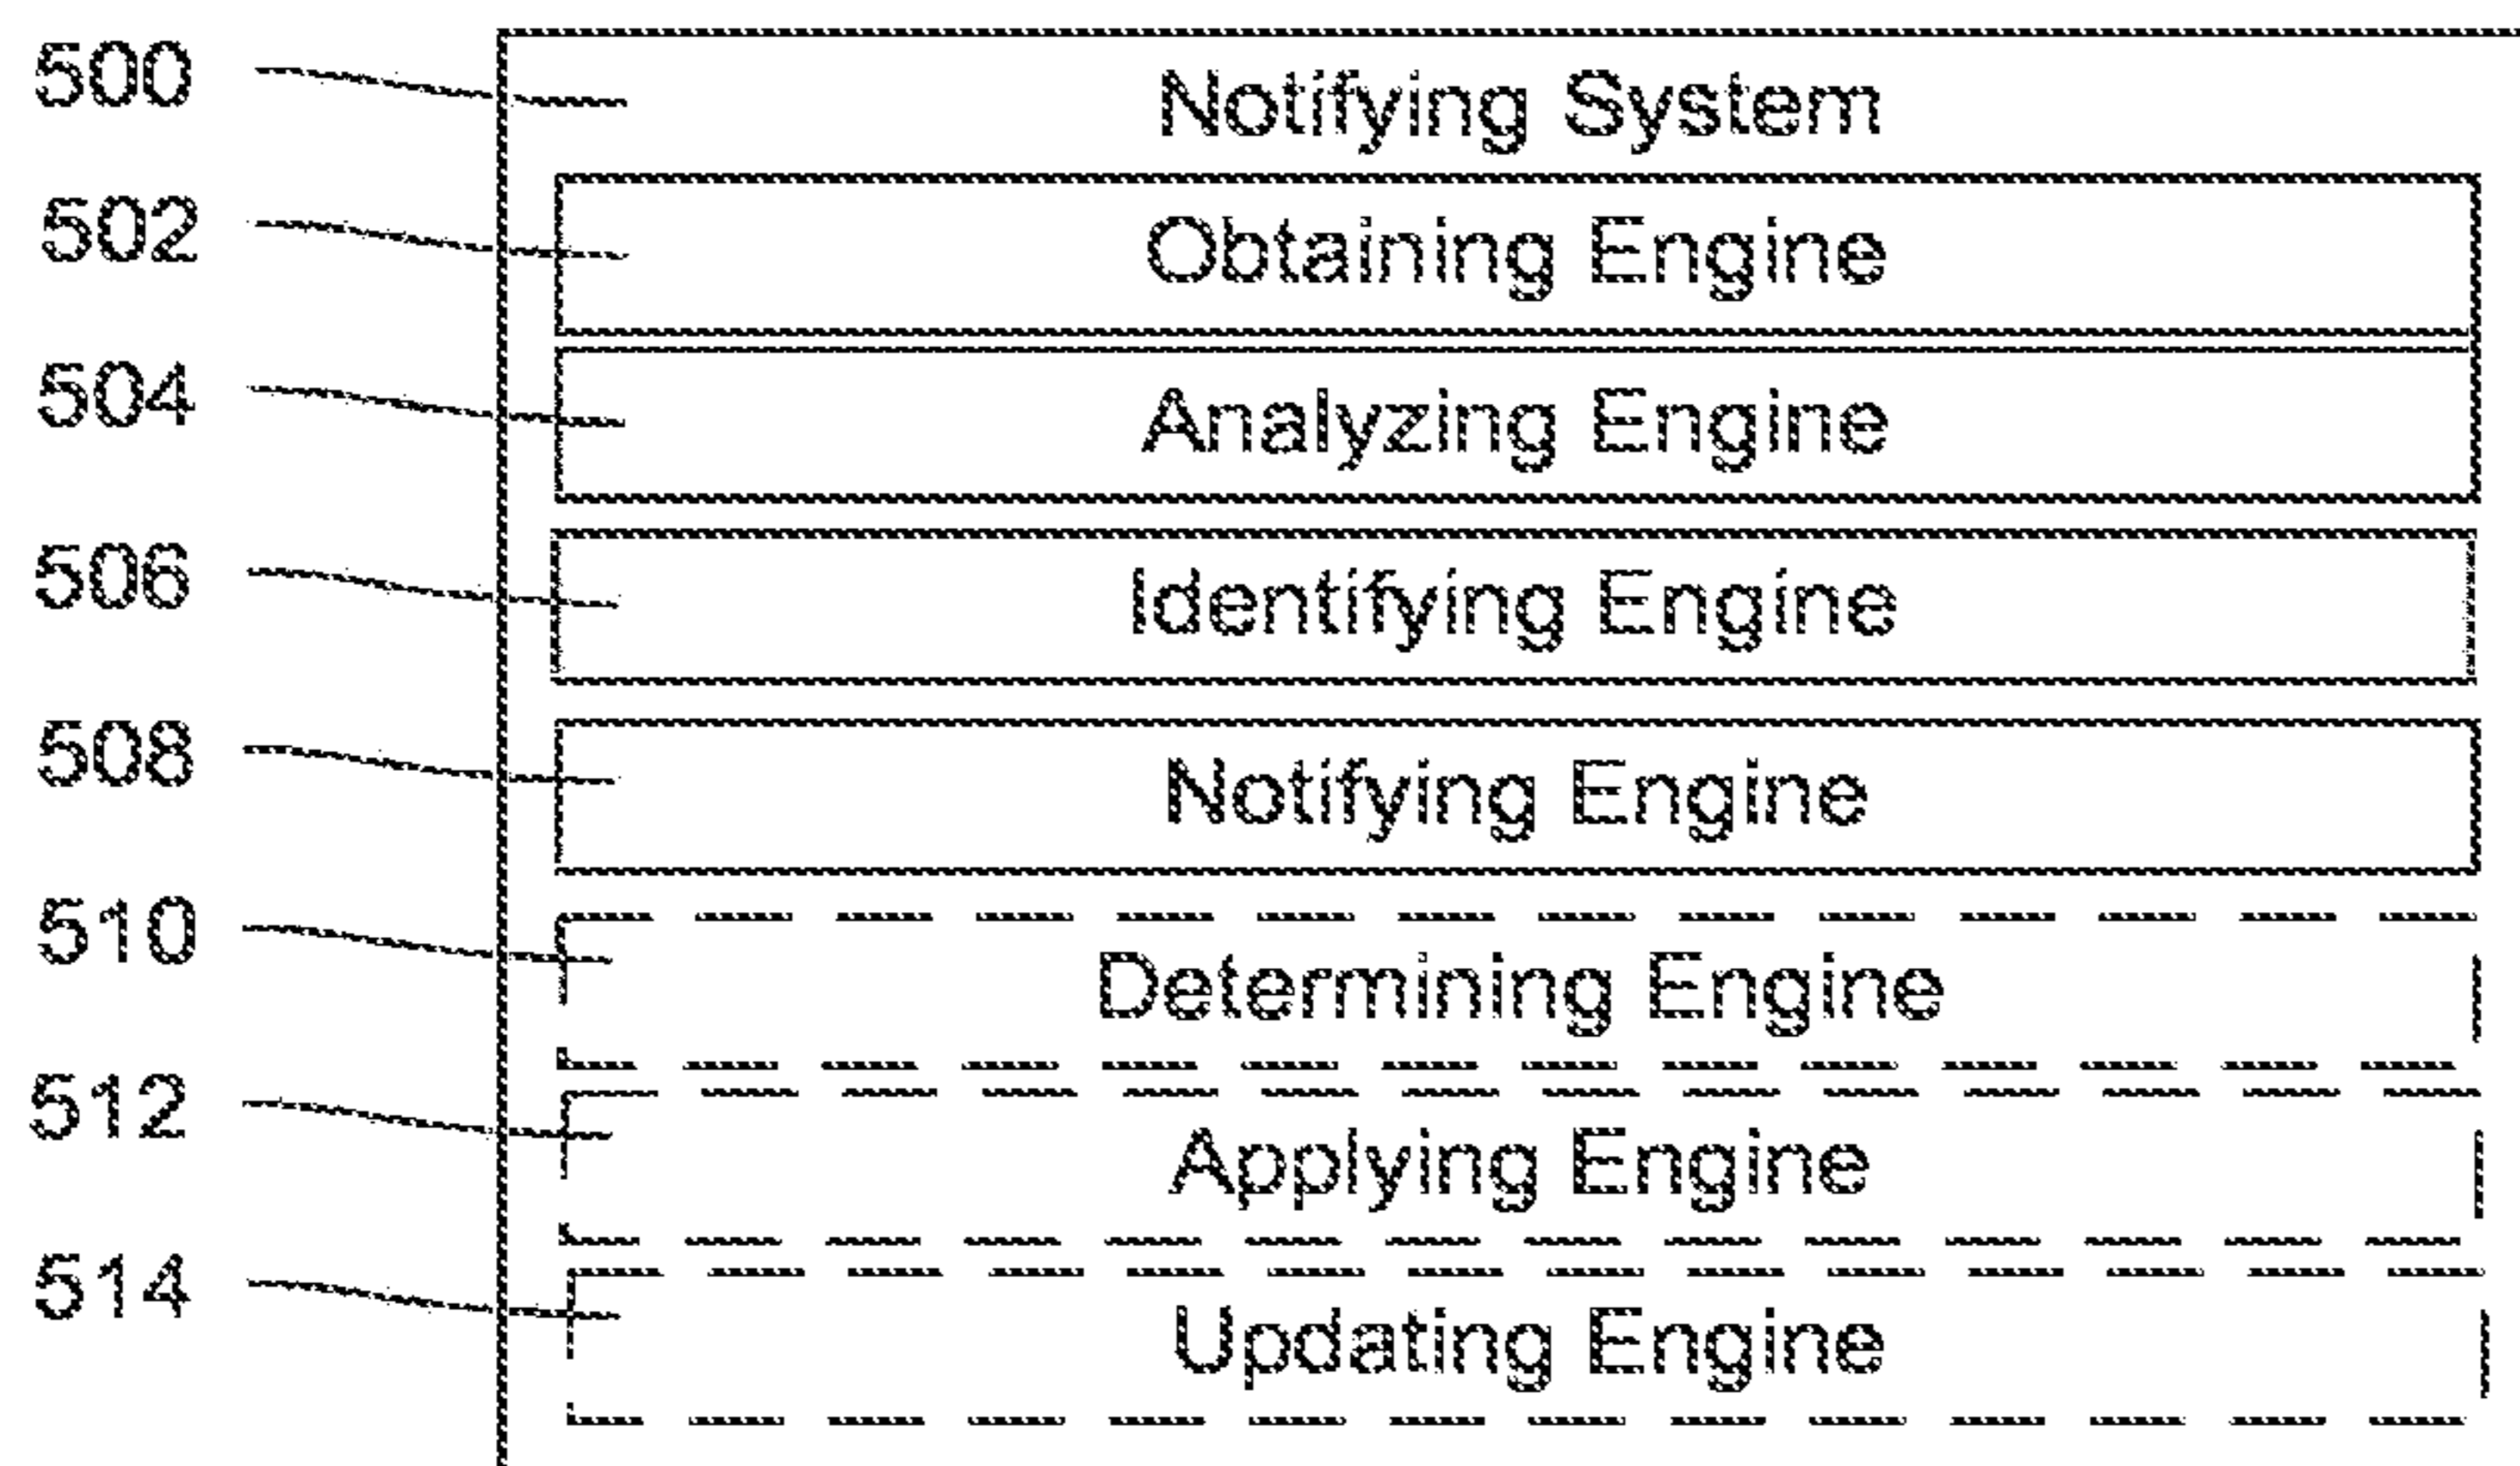 500 Notifying System
502 Obtaining Engine
504 Analyzing Engine
506 Identifying Engine
508 Notifying Engine
510 Determining Engine
512 Applying Engine
514 Updating Engine